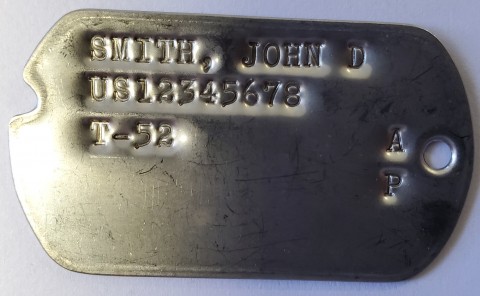 SMITH, JOHN D
US12345678
T-52 A
P